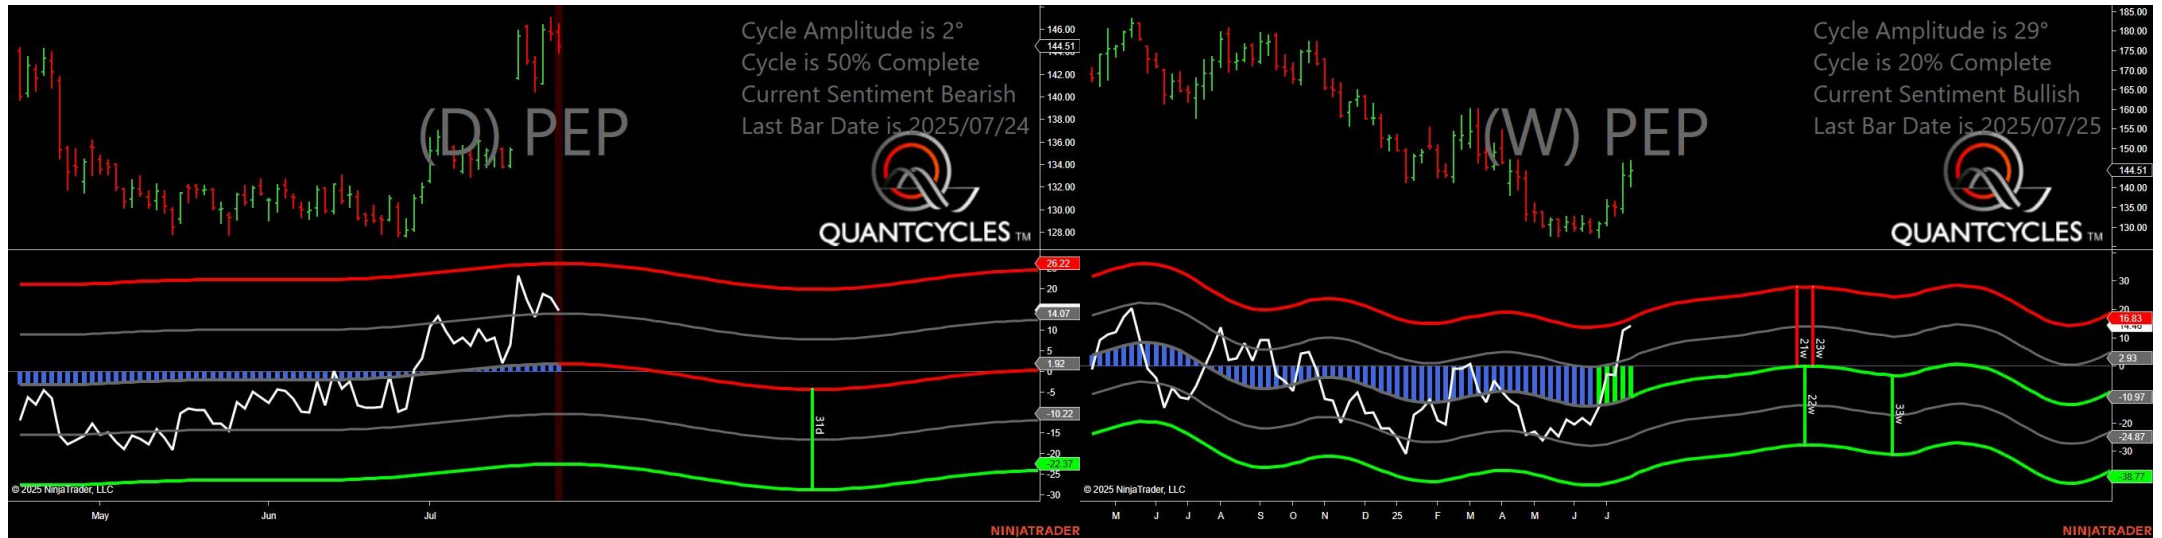 Cycle Amplitude is 2°
Cycle is 50% Complete
Current Sentiment Bearish
Last Bar Date is 2025/07/24
(D) PEP
QUANTCYCLES TM
146.00
144.51
142.00
140.00
138.00
136.00
134.00
132.00
130.00
128.00
26.22
20
14.07
10
5
1.92
0
-5
-10.22
-15
-20
-22.37
-25
-30
31d
© 2025 NinjaTrader, LLC
May
Jun
Jul
NINJATRADER
Cycle Amplitude is 29°
Cycle is 20% Complete
Current Sentiment Bullish
Last Bar Date is 2025/07/25
(W) PEP
QUANTCYCLES TM
185.00
180.00
175.00
170.00
165.00
160.00
155.00
150.00
144.51
140.00
135.00
130.00
30
20
16.83
14.46
10
2.93
0
-10.97
-20
-24.87
-30
-38.77
21w
23w
22w
33w
© 2025 NinjaTrader, LLC
M J J A S O N D 25 F M A M J J
NINJATRADER